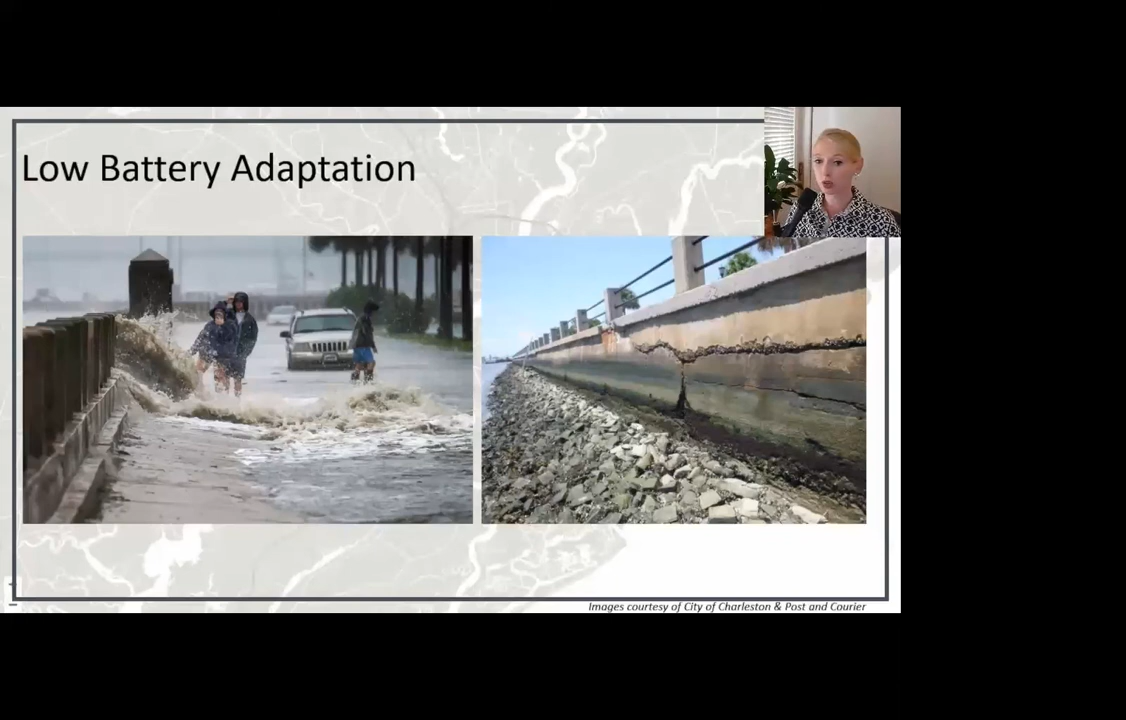 Low Battery Adaptation
Images courtesy of City of Charleston & Post and Courier